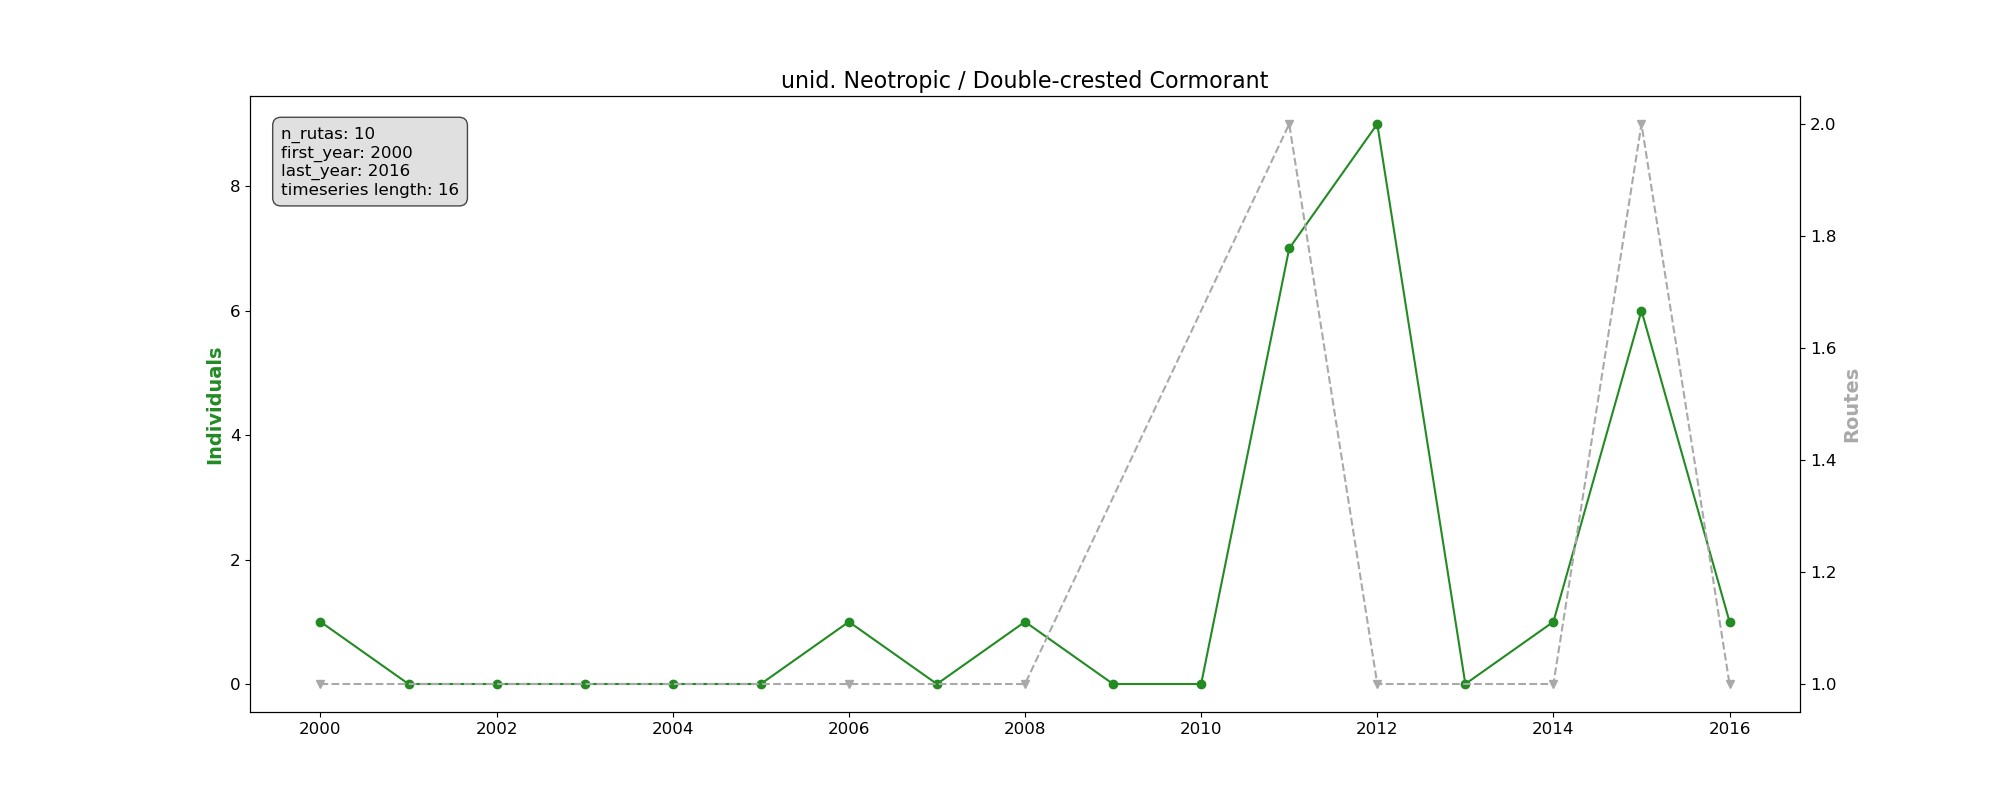 unid. Neotropic / Double-crested Cormorant
n_rutas: 10
first_year: 2000
last_year: 2016
timeseries length: 16
Individuals
8
6
4
2
0
2.0
1.8
1.6
1.4
1.2
1.0
Routes
2000 2002 2004 2006 2008 2010 2012 2014 2016